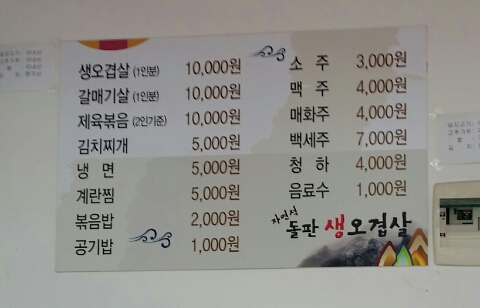 생오겹살 (1인분) 10,000원
갈매기살 (1인분) 10,000원
제육볶음 (2인기준) 10,000원
김치찌개 5,000원
냉 면 5,000원
계란찜 5,000원
볶음밥 2,000원
공기밥 1,000원
소 주 3,000원
맥 주 4,000원
매화주 4,000원
백세주 7,000원
청 하 4,000원
음료수 1,000원
자연석
돌판 생오겹살